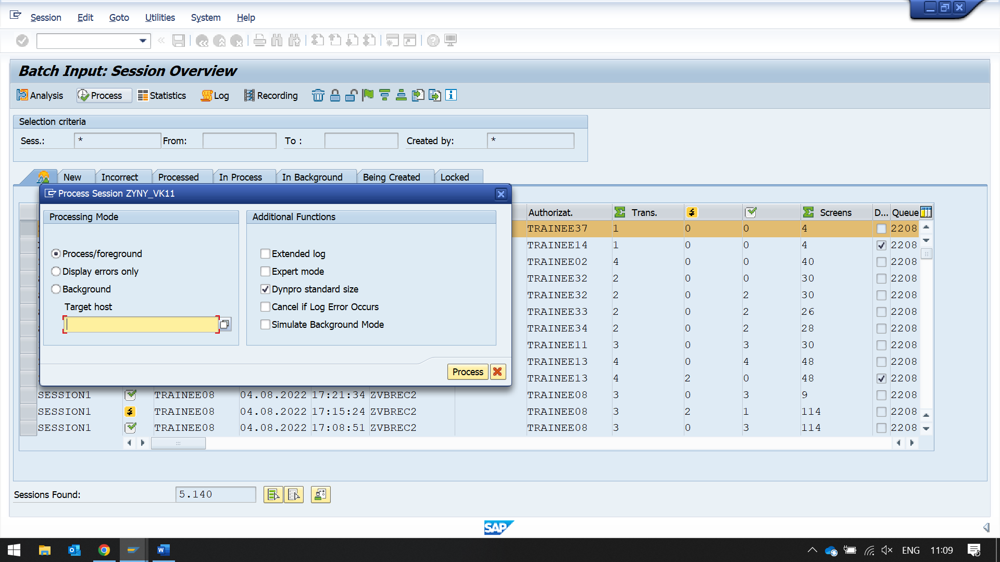 Session Edit Goto Utilities System Help
Batch Input: Session Overview
Analysis Process Statistics Log Recording
Selection criteria
Sess.: * From: To : Created by: *
New Incorrect Processed In Process In Background Being Created Locked
Process Session ZYNY_VK11
Processing Mode
Process/foreground
Display errors only
Background
Target host
Additional Functions
Extended log
Expert mode
Dynpro standard size
Cancel if Log Error Occurs
Simulate Background Mode
Process
Authorizat. Trans. Screens D... Queue
TRAINEE37 1 0 0 4 2208
TRAINEE14 1 0 0 4 2208
TRAINEE02 4 0 0 40 2208
TRAINEE32 2 0 0 30 2208
TRAINEE32 2 0 2 30 2208
TRAINEE33 2 0 2 26 2208
TRAINEE34 2 0 2 28 2208
TRAINEE11 3 0 3 30 2208
TRAINEE13 4 0 4 48 2208
TRAINEE13 4 2 0 48 2208
SESSION1 TRAINEE08 04.08.2022 17:21:34 ZVBREC2 TRAINEE08 3 0 3 9 2208
SESSION1 TRAINEE08 04.08.2022 17:15:24 ZVBREC2 TRAINEE08 3 2 1 114 2208
SESSION1 TRAINEE08 04.08.2022 17:08:51 ZVBREC2 TRAINEE08 3 0 3 114 2208
Sessions Found: 5.140
SAP
ENG 11:09